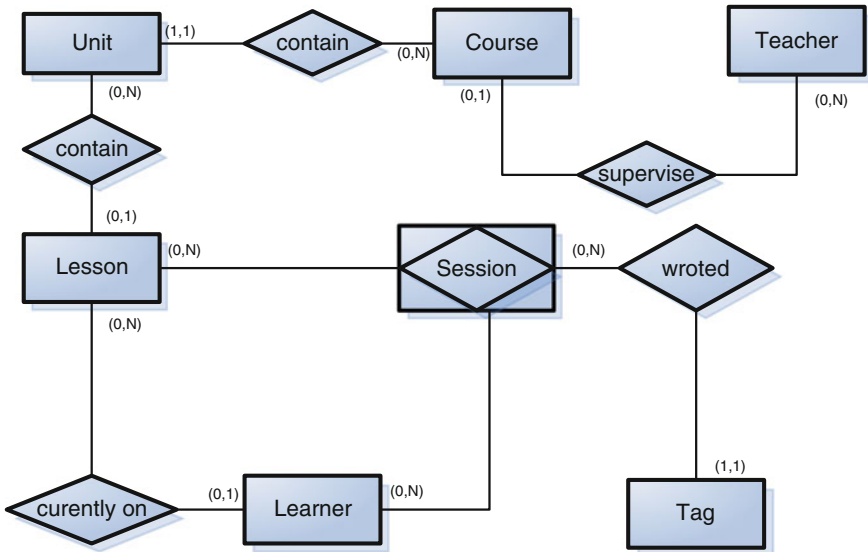 Unit
(1,1)
contain
(0,N)
Course
Teacher
(0,N)
(0,1)
(0,N)
contain
supervise
(0,1)
Lesson
(0,N)
Session
(0,N)
wroted
(0,N)
curently on
(0,1)
Learner
(0,N)
(1,1)
Tag